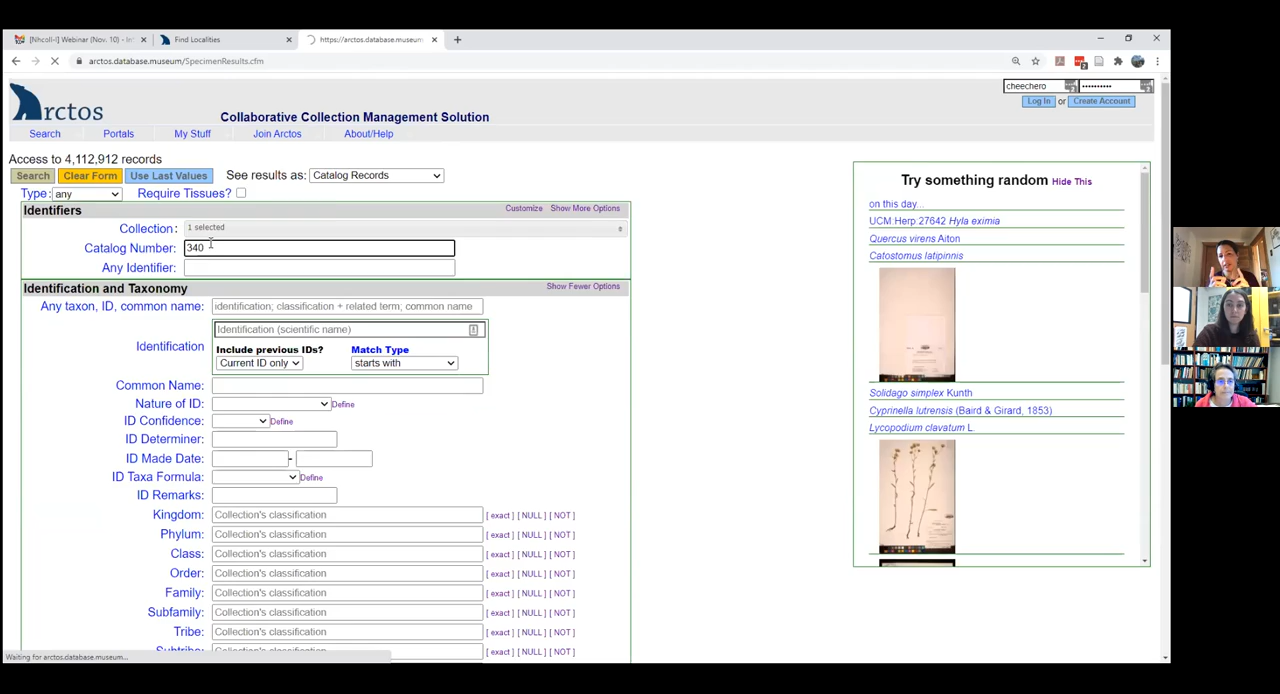 [Nhcoll-l] Webinar (Nov. 10) - In
Find Localities
https://arctos.database.museum
arctos.database.museum/SpecimenResults.cfm
cheechero
Log In or Create Account
Arctos
Collaborative Collection Management Solution
Search Portals My Stuff Join Arctos About/Help
Access to 4,112,912 records
Search Clear Form Use Last Values See results as: Catalog Records
Type: any Require Tissues?
Identifiers Customize Show More Options
Collection: 1 selected
Catalog Number: 340
Any Identifier:
Identification and Taxonomy Show Fewer Options
Any taxon, ID, common name: identification; classification + related term; common name
Identification (scientific name)
Identification Include previous IDs? Match Type
Current ID only starts with
Common Name:
Nature of ID: Define
ID Confidence: Define
ID Determiner:
ID Made Date: -
ID Taxa Formula: Define
ID Remarks:
Kingdom: Collection's classification [ exact ] [ NULL ] [ NOT ]
Phylum: Collection's classification [ exact ] [ NULL ] [ NOT ]
Class: Collection's classification [ exact ] [ NULL ] [ NOT ]
Order: Collection's classification [ exact ] [ NULL ] [ NOT ]
Family: Collection's classification [ exact ] [ NULL ] [ NOT ]
Subfamily: Collection's classification [ exact ] [ NULL ] [ NOT ]
Tribe: Collection's classification [ exact ] [ NULL ] [ NOT ]
Subtribe: Collection's classification [ exact ] [ NULL ] [ NOT ]
Waiting for arctos.database.museum...
Try something random Hide This
on this day...
UCM:Herp:27642 Hyla eximia
Quercus virens Aiton
Catostomus latipinnis
Solidago simplex Kunth
Cyprinella lutrensis (Baird & Girard, 1853)
Lycopodium clavatum L.